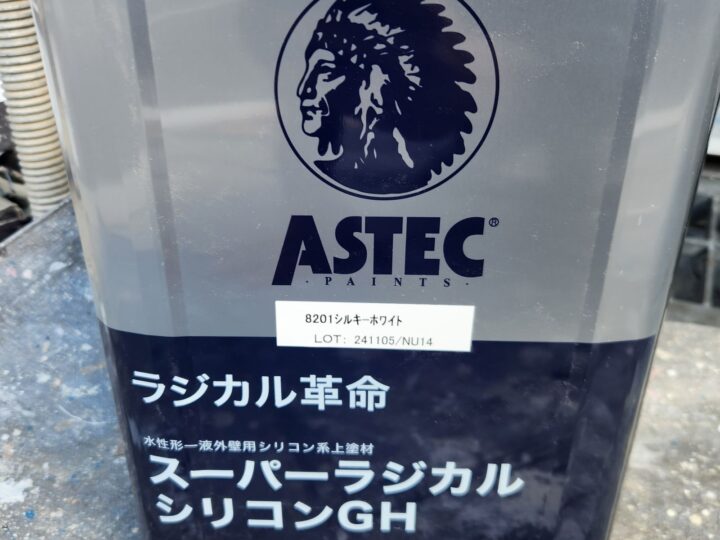 ASTEC®
·PAINTS·
8201シルキーホワイト
LOT: 241105/NU14
ラジカル革命
水性形一液外壁用シリコン系上塗材
スーパーラジカル
シリコンGH